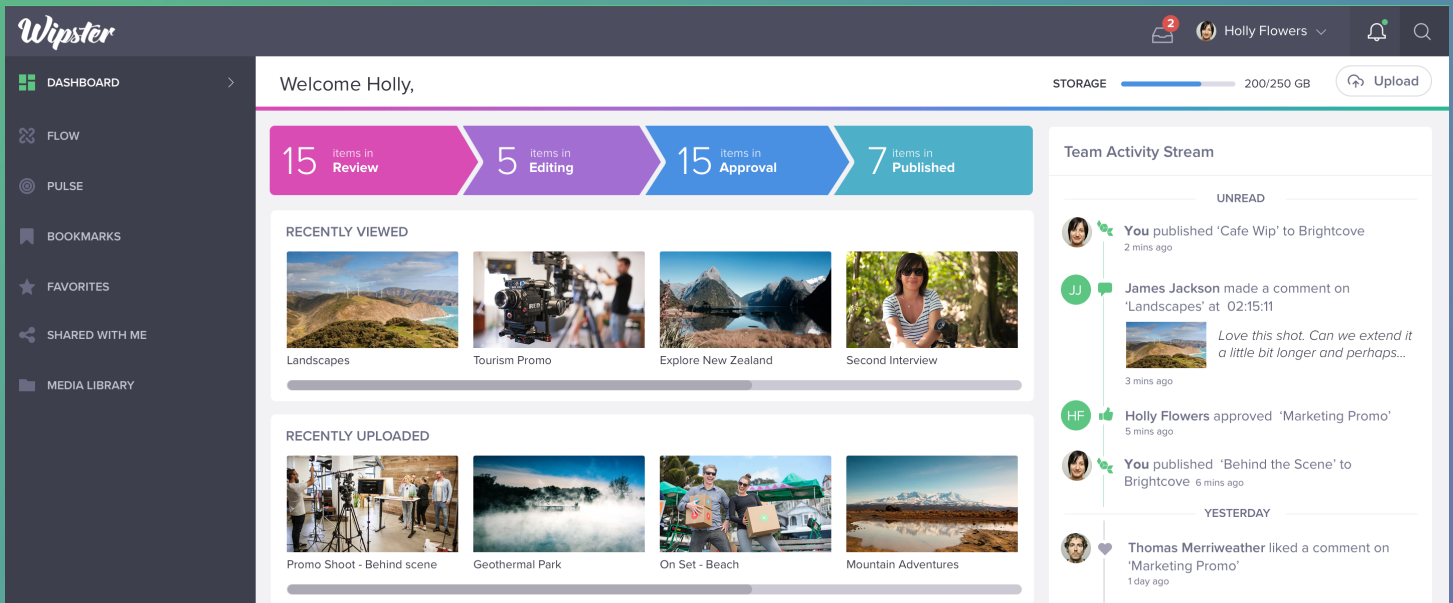 Wipster
2
Holly Flowers
DASHBOARD
FLOW
PULSE
BOOKMARKS
FAVORITES
SHARED WITH ME
MEDIA LIBRARY
Welcome Holly,
STORAGE
200/250 GB
Upload
15 items in Review
5 items in Editing
15 items in Approval
7 items in Published
RECENTLY VIEWED
Landscapes
Tourism Promo
Explore New Zealand
Second Interview
RECENTLY UPLOADED
Promo Shoot - Behind scene
Geothermal Park
On Set - Beach
Mountain Adventures
Team Activity Stream
UNREAD
You published ‘Cafe Wip’ to Brightcove
2 mins ago
JJ
James Jackson made a comment on
‘Landscapes’ at 02:15:11
Love this shot. Can we extend it
a little bit longer and perhaps...
3 mins ago
HF
Holly Flowers approved ‘Marketing Promo’
5 mins ago
You published ‘Behind the Scene’ to
Brightcove 6 mins ago
YESTERDAY
Thomas Merriweather liked a comment on
‘Marketing Promo’
1 day ago